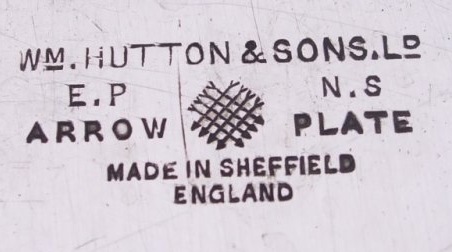 WM. HUTTON & SONS. LD
E.P N.S
ARROW PLATE
MADE IN SHEFFIELD
ENGLAND